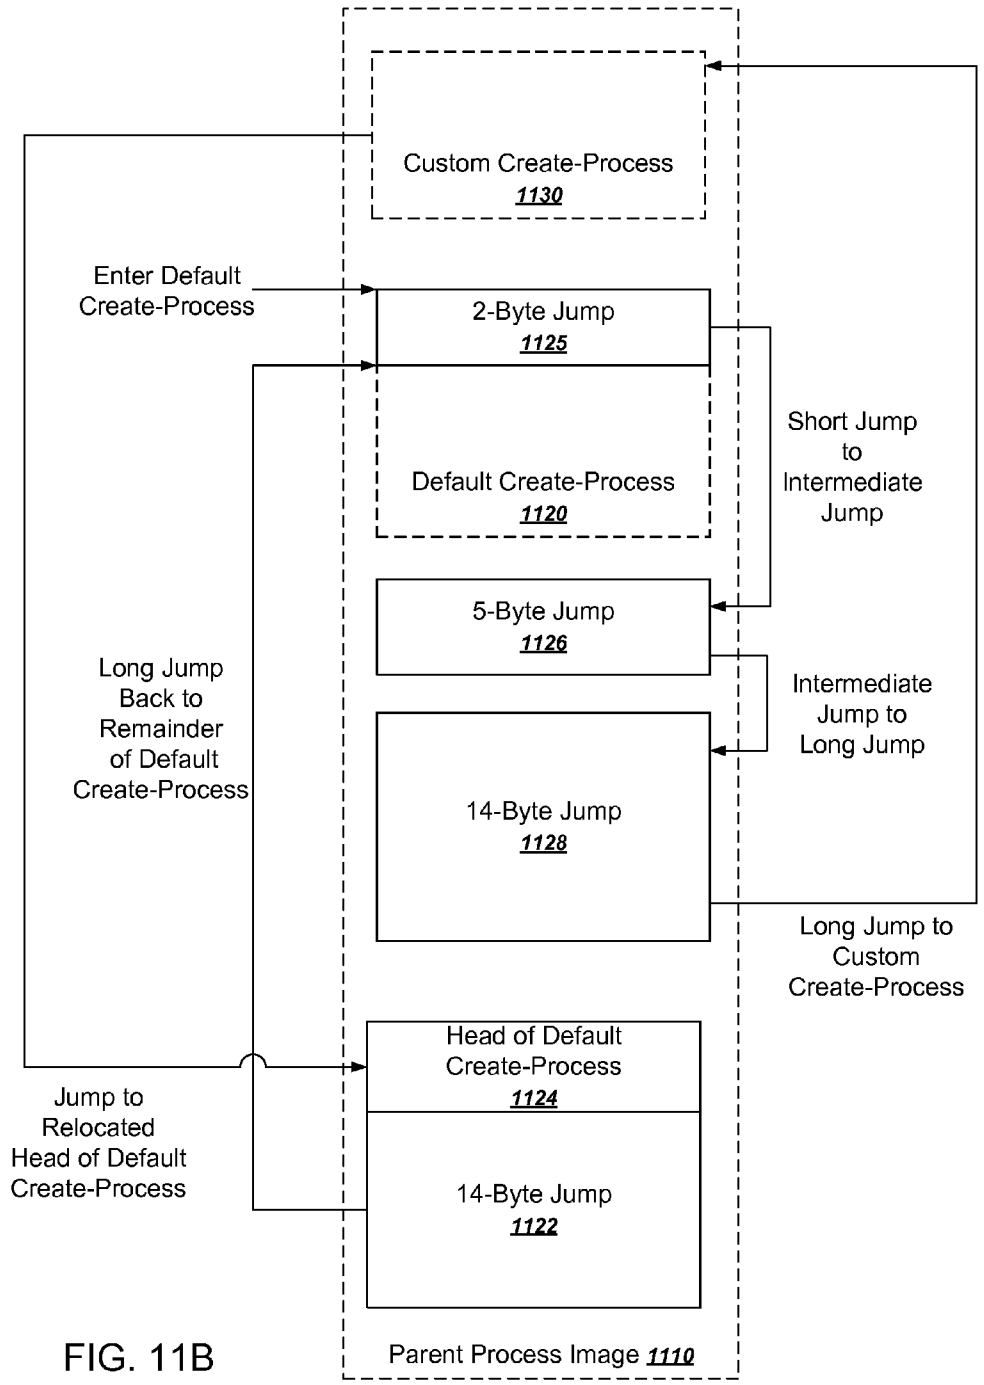 Custom Create-Process
1130
Enter Default
Create-Process
2-Byte Jump
1125
Default Create-Process
1120
Short Jump
to
Intermediate
Jump
5-Byte Jump
1126
Long Jump
Back to
Remainder
of Default
Create-Process
Intermediate
Jump to
Long Jump
14-Byte Jump
1128
Long Jump to
Custom
Create-Process
Head of Default
Create-Process
1124
Jump to
Relocated
Head of Default
Create-Process
14-Byte Jump
1122
FIG. 11B
Parent Process Image 1110